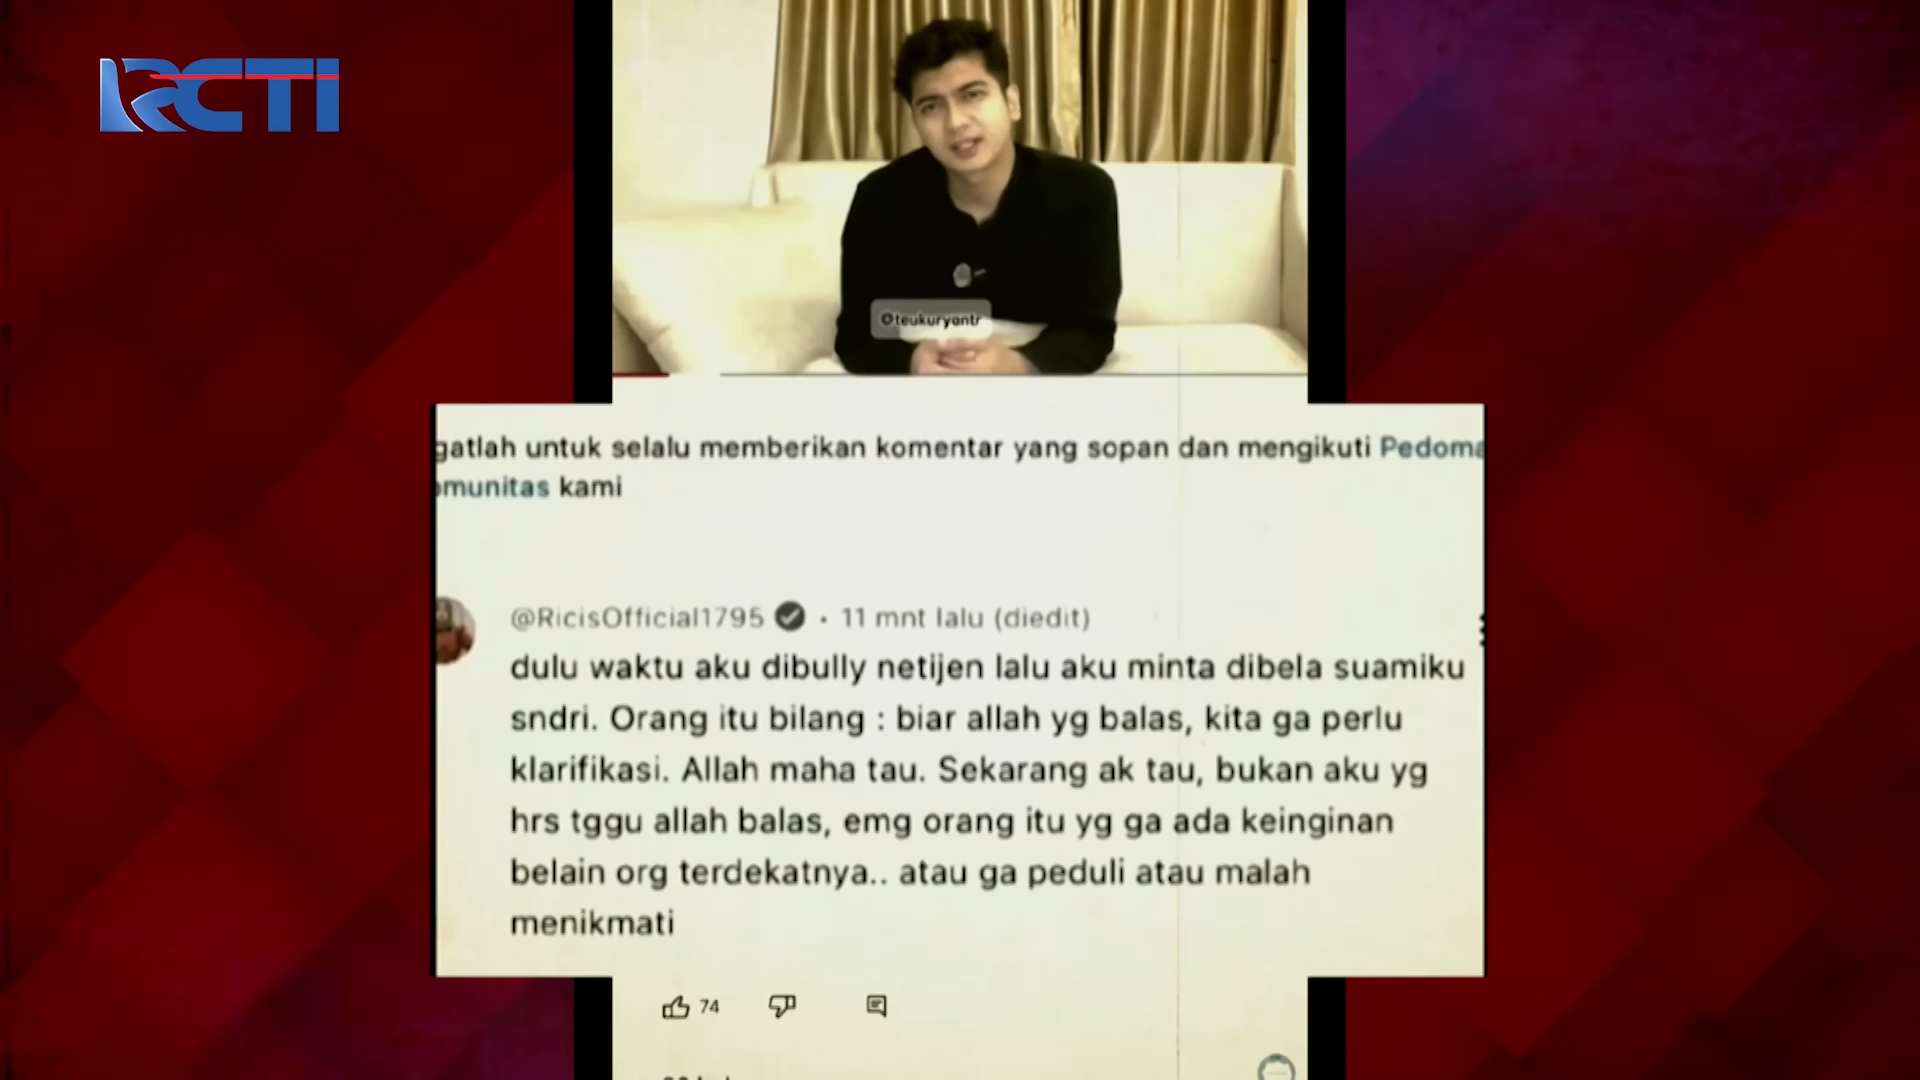 RCTI
@teukuryantr
gatlah untuk selalu memberikan komentar yang sopan dan mengikuti Pedoma
omunitas kami
@RicisOfficial1795 · 11 mnt lalu (diedit)
dulu waktu aku dibully netijen lalu aku minta dibela suamiku
sndri. Orang itu bilang : biar allah yg balas, kita ga perlu
klarifikasi. Allah maha tau. Sekarang ak tau, bukan aku yg
hrs tggu allah balas, emg orang itu yg ga ada keinginan
belain org terdekatnya.. atau ga peduli atau malah
menikmati
74